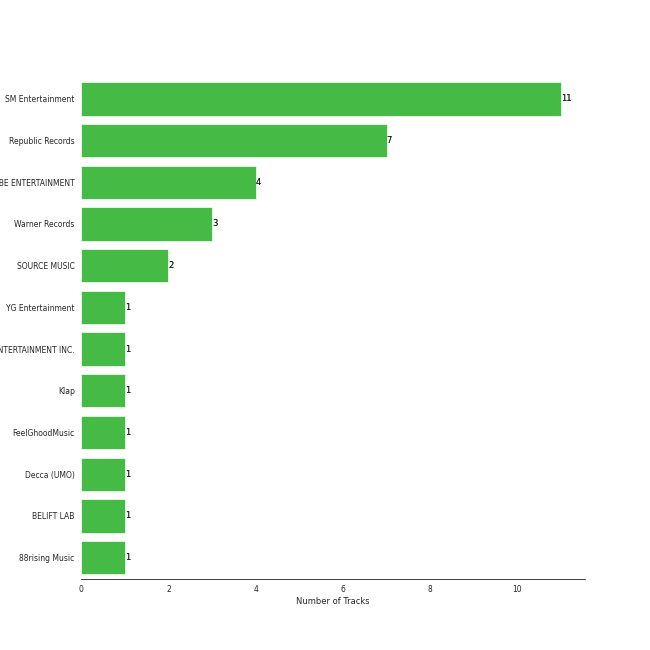 SM Entertainment 11
Republic Records 7
BE ENTERTAINMENT 4
Warner Records 3
SOURCE MUSIC 2
YG Entertainment 1
NTERTAINMENT INC. 1
Klap 1
FeelGhoodMusic 1
Decca (UMO) 1
BELIFT LAB 1
88rising Music 1
0 2 4 6 8 10
Number of Tracks